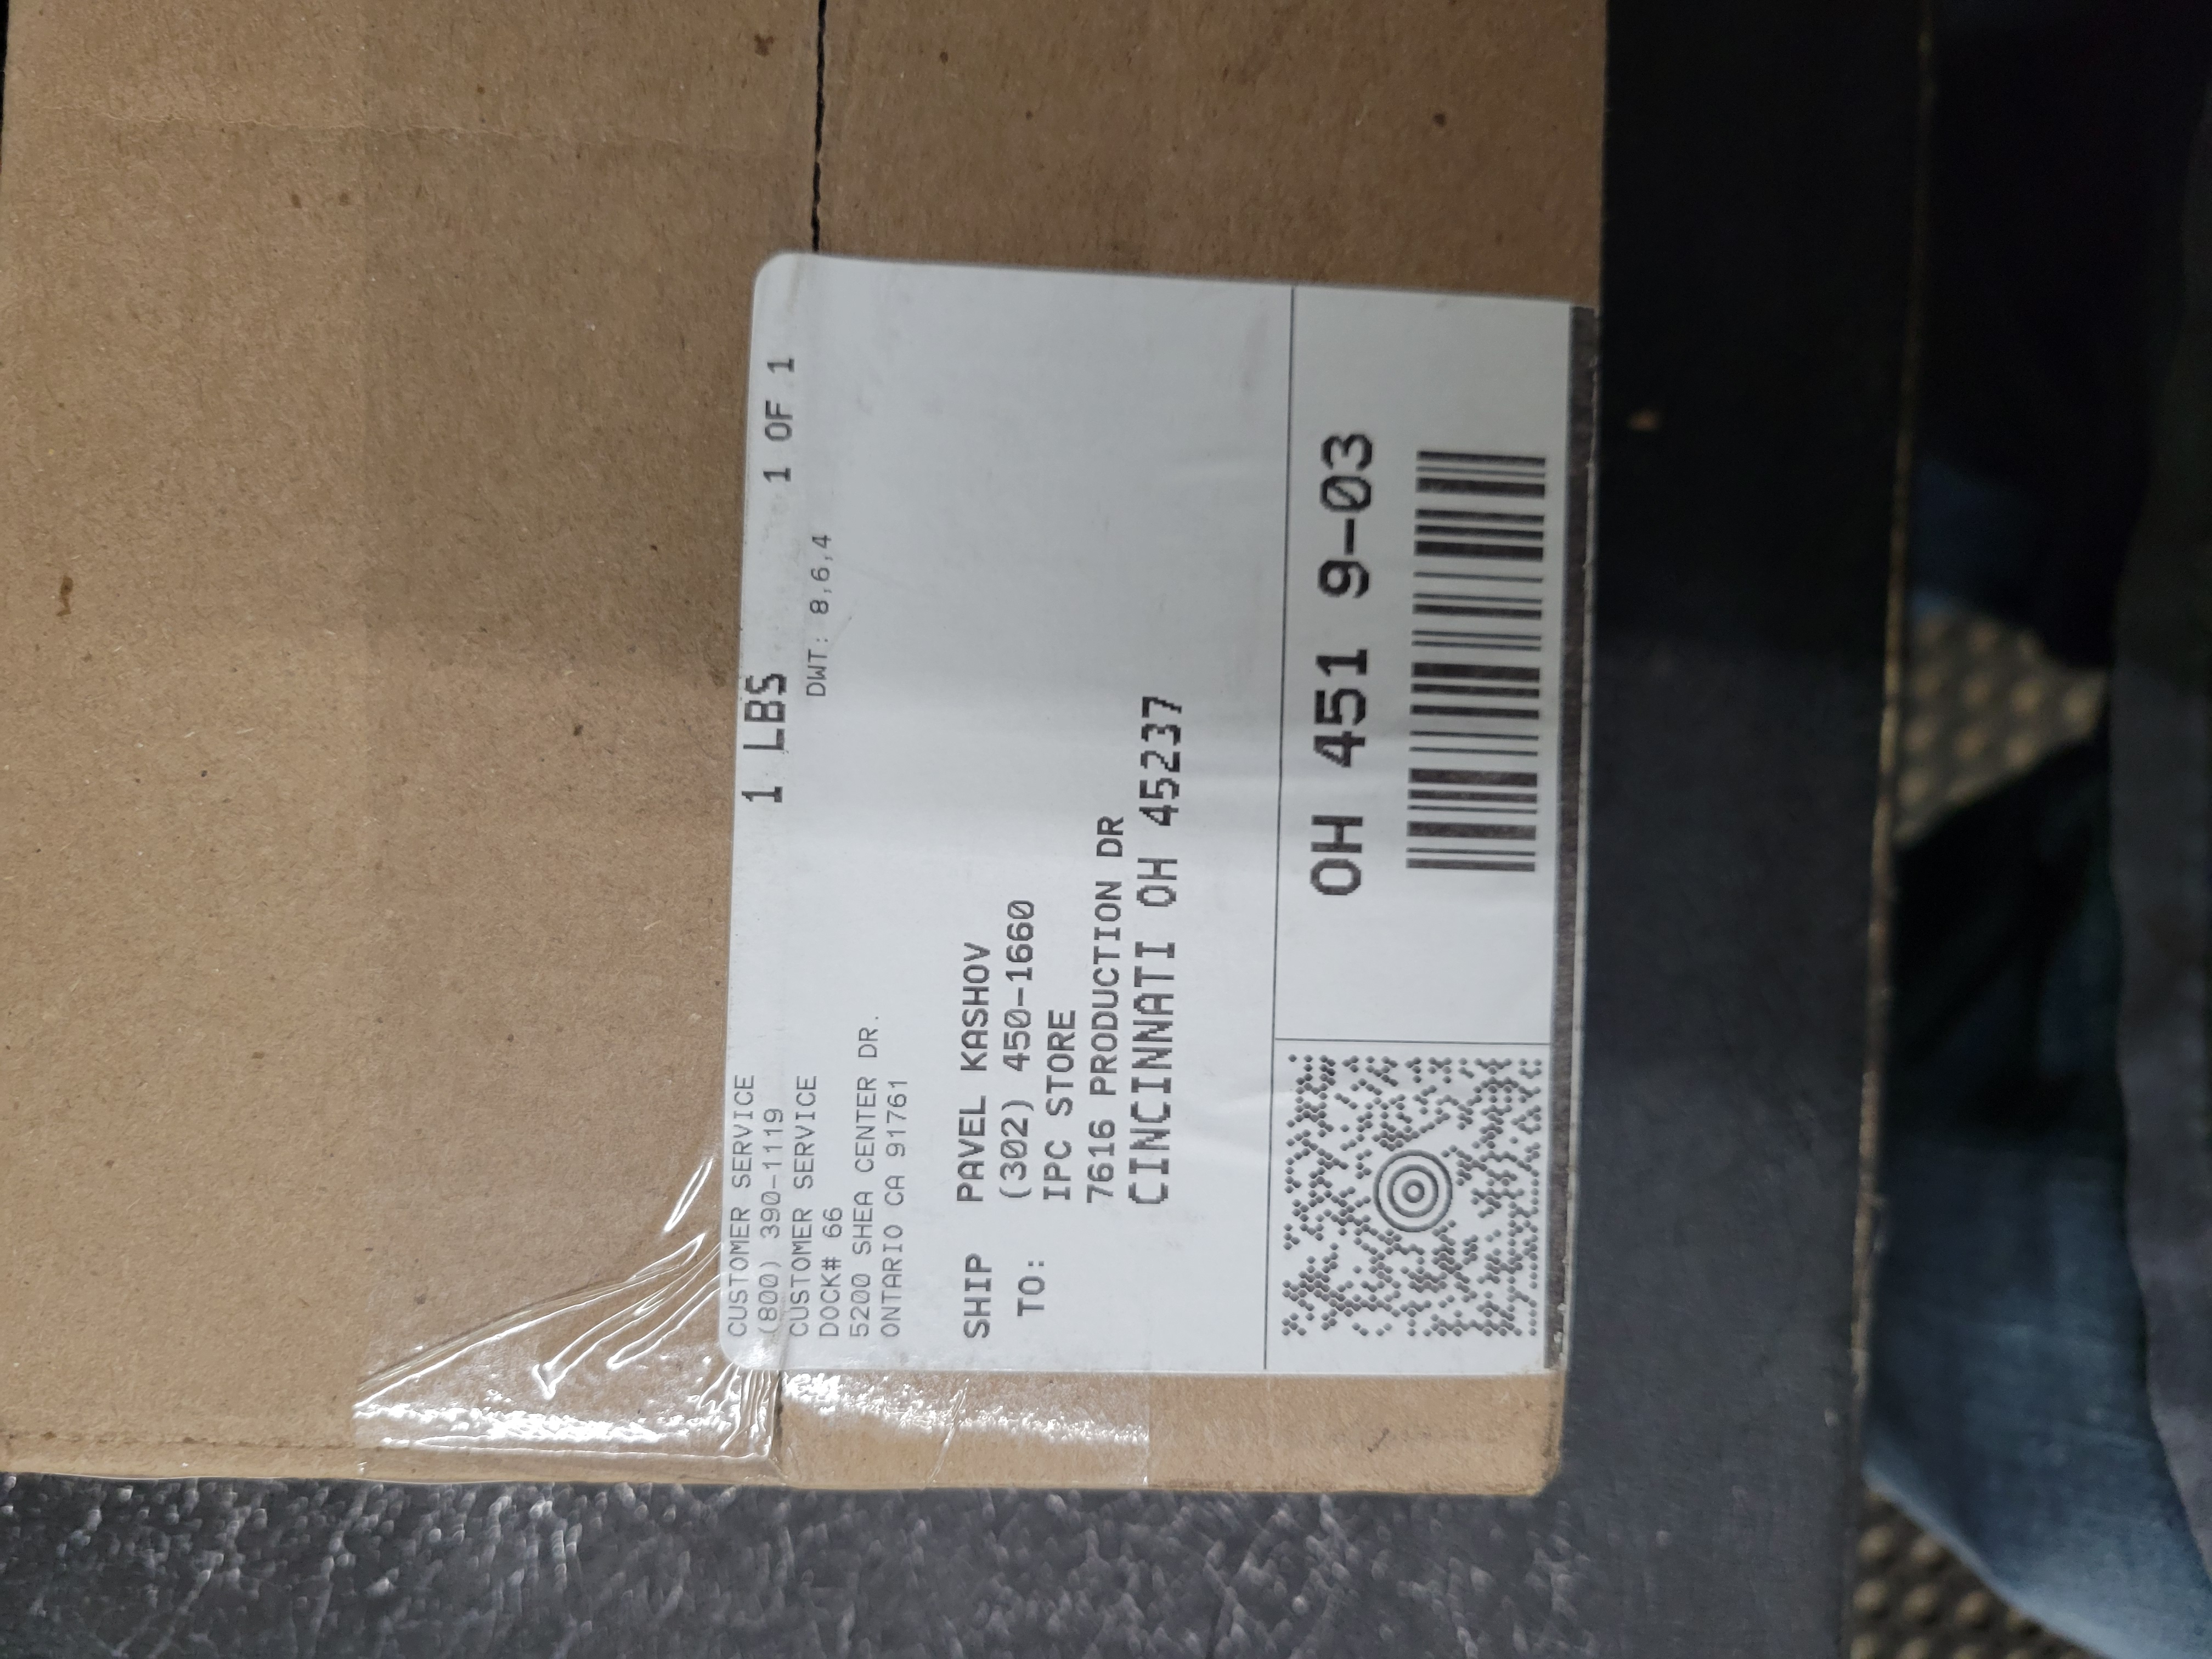 CUSTOMER SERVICE
(800) 390-1119
CUSTOMER SERVICE
DOCK# 66
5200 SHEA CENTER DR.
ONTARIO CA 91761
1 LBS
1 OF 1
DWT: 8,6,4
SHIP
TO:
PAVEL KASHOV
(302) 450-1660
IPC STORE
7616 PRODUCTION DR
CINCINNATI OH 45237
OH 451 9-03